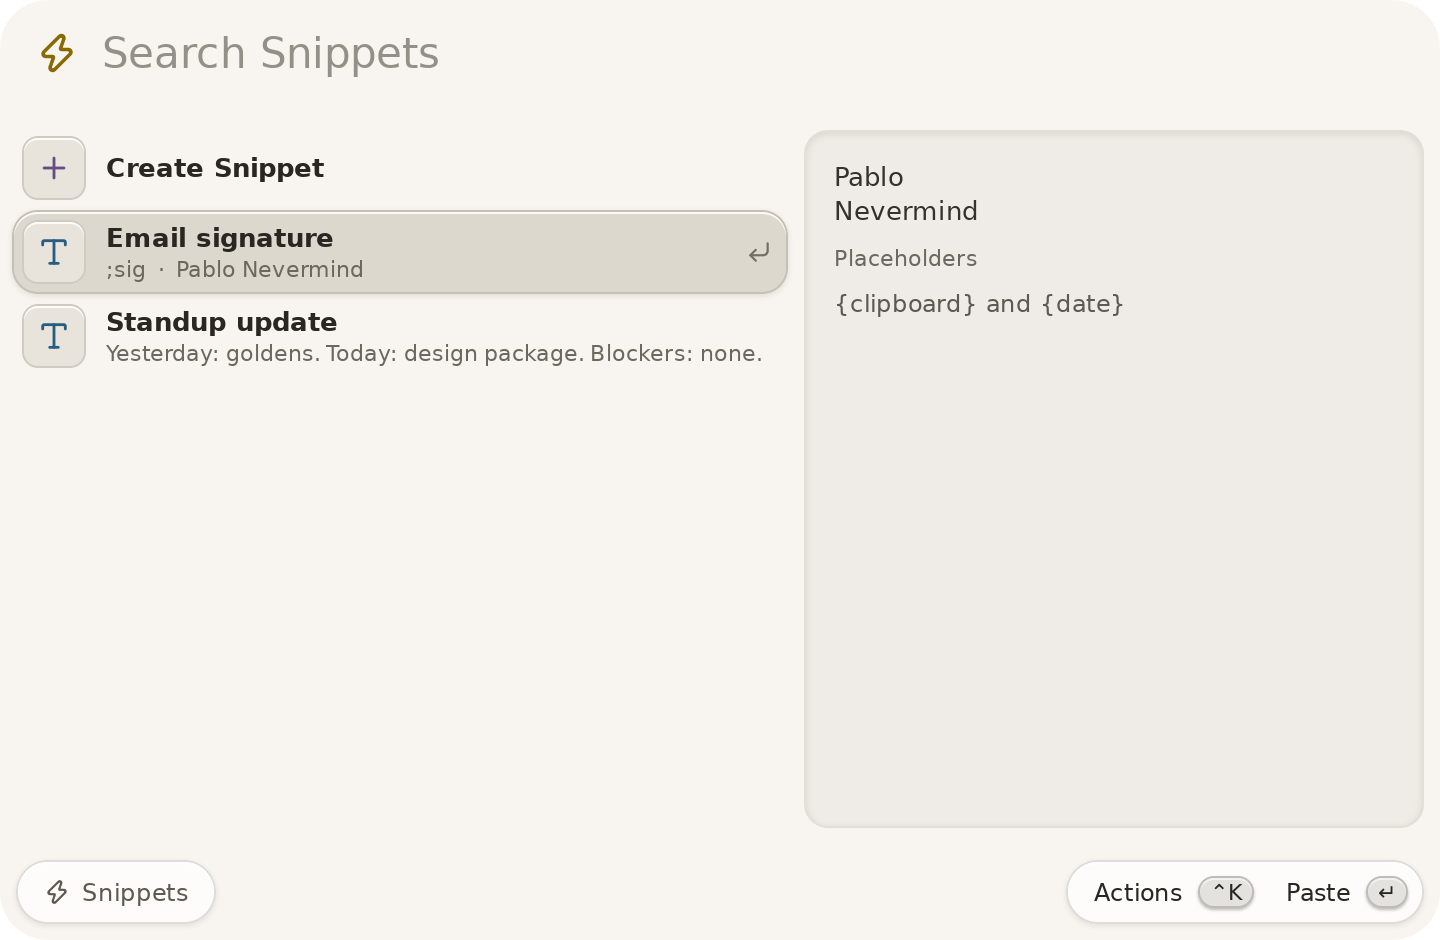 Search Snippets
Create Snippet
Email signature
;sig · Pablo Nevermind
Standup update
Yesterday: goldens. Today: design package. Blockers: none.
Pablo
Nevermind
Placeholders
{clipboard} and {date}
Snippets
Actions ^K Paste ↵